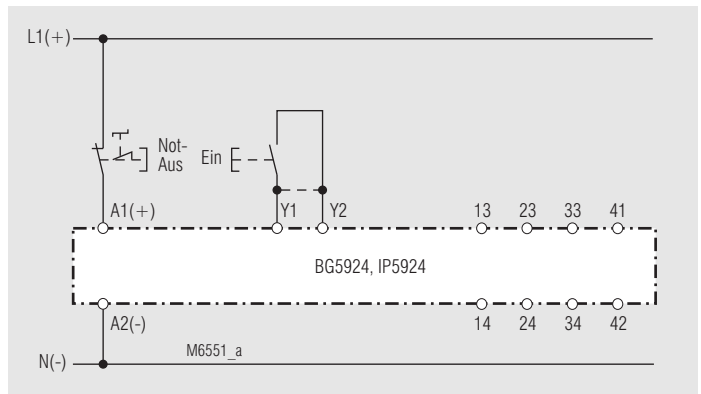 L1(+)
Not-
Aus
Ein
A1(+)
Y1
Y2
13
23
33
41
BG5924, IP5924
A2(-)
14
24
34
42
M6551_a
N(-)